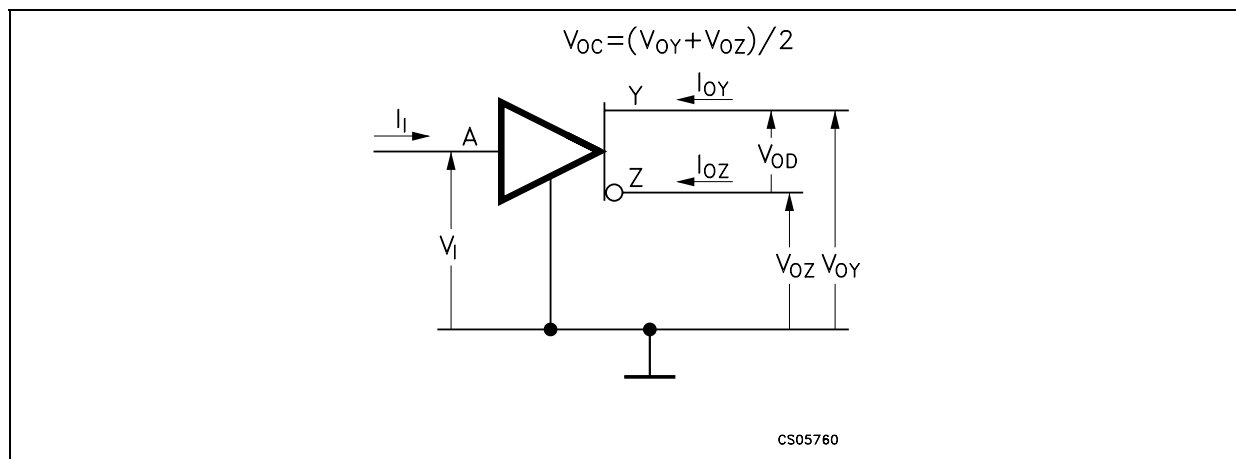 V_OC=(V_OY+V_OZ)/2
I_OY
Y
I_I
A
V_OD
I_OZ
Z
V_I
V_OZ
V_OY
CS05760